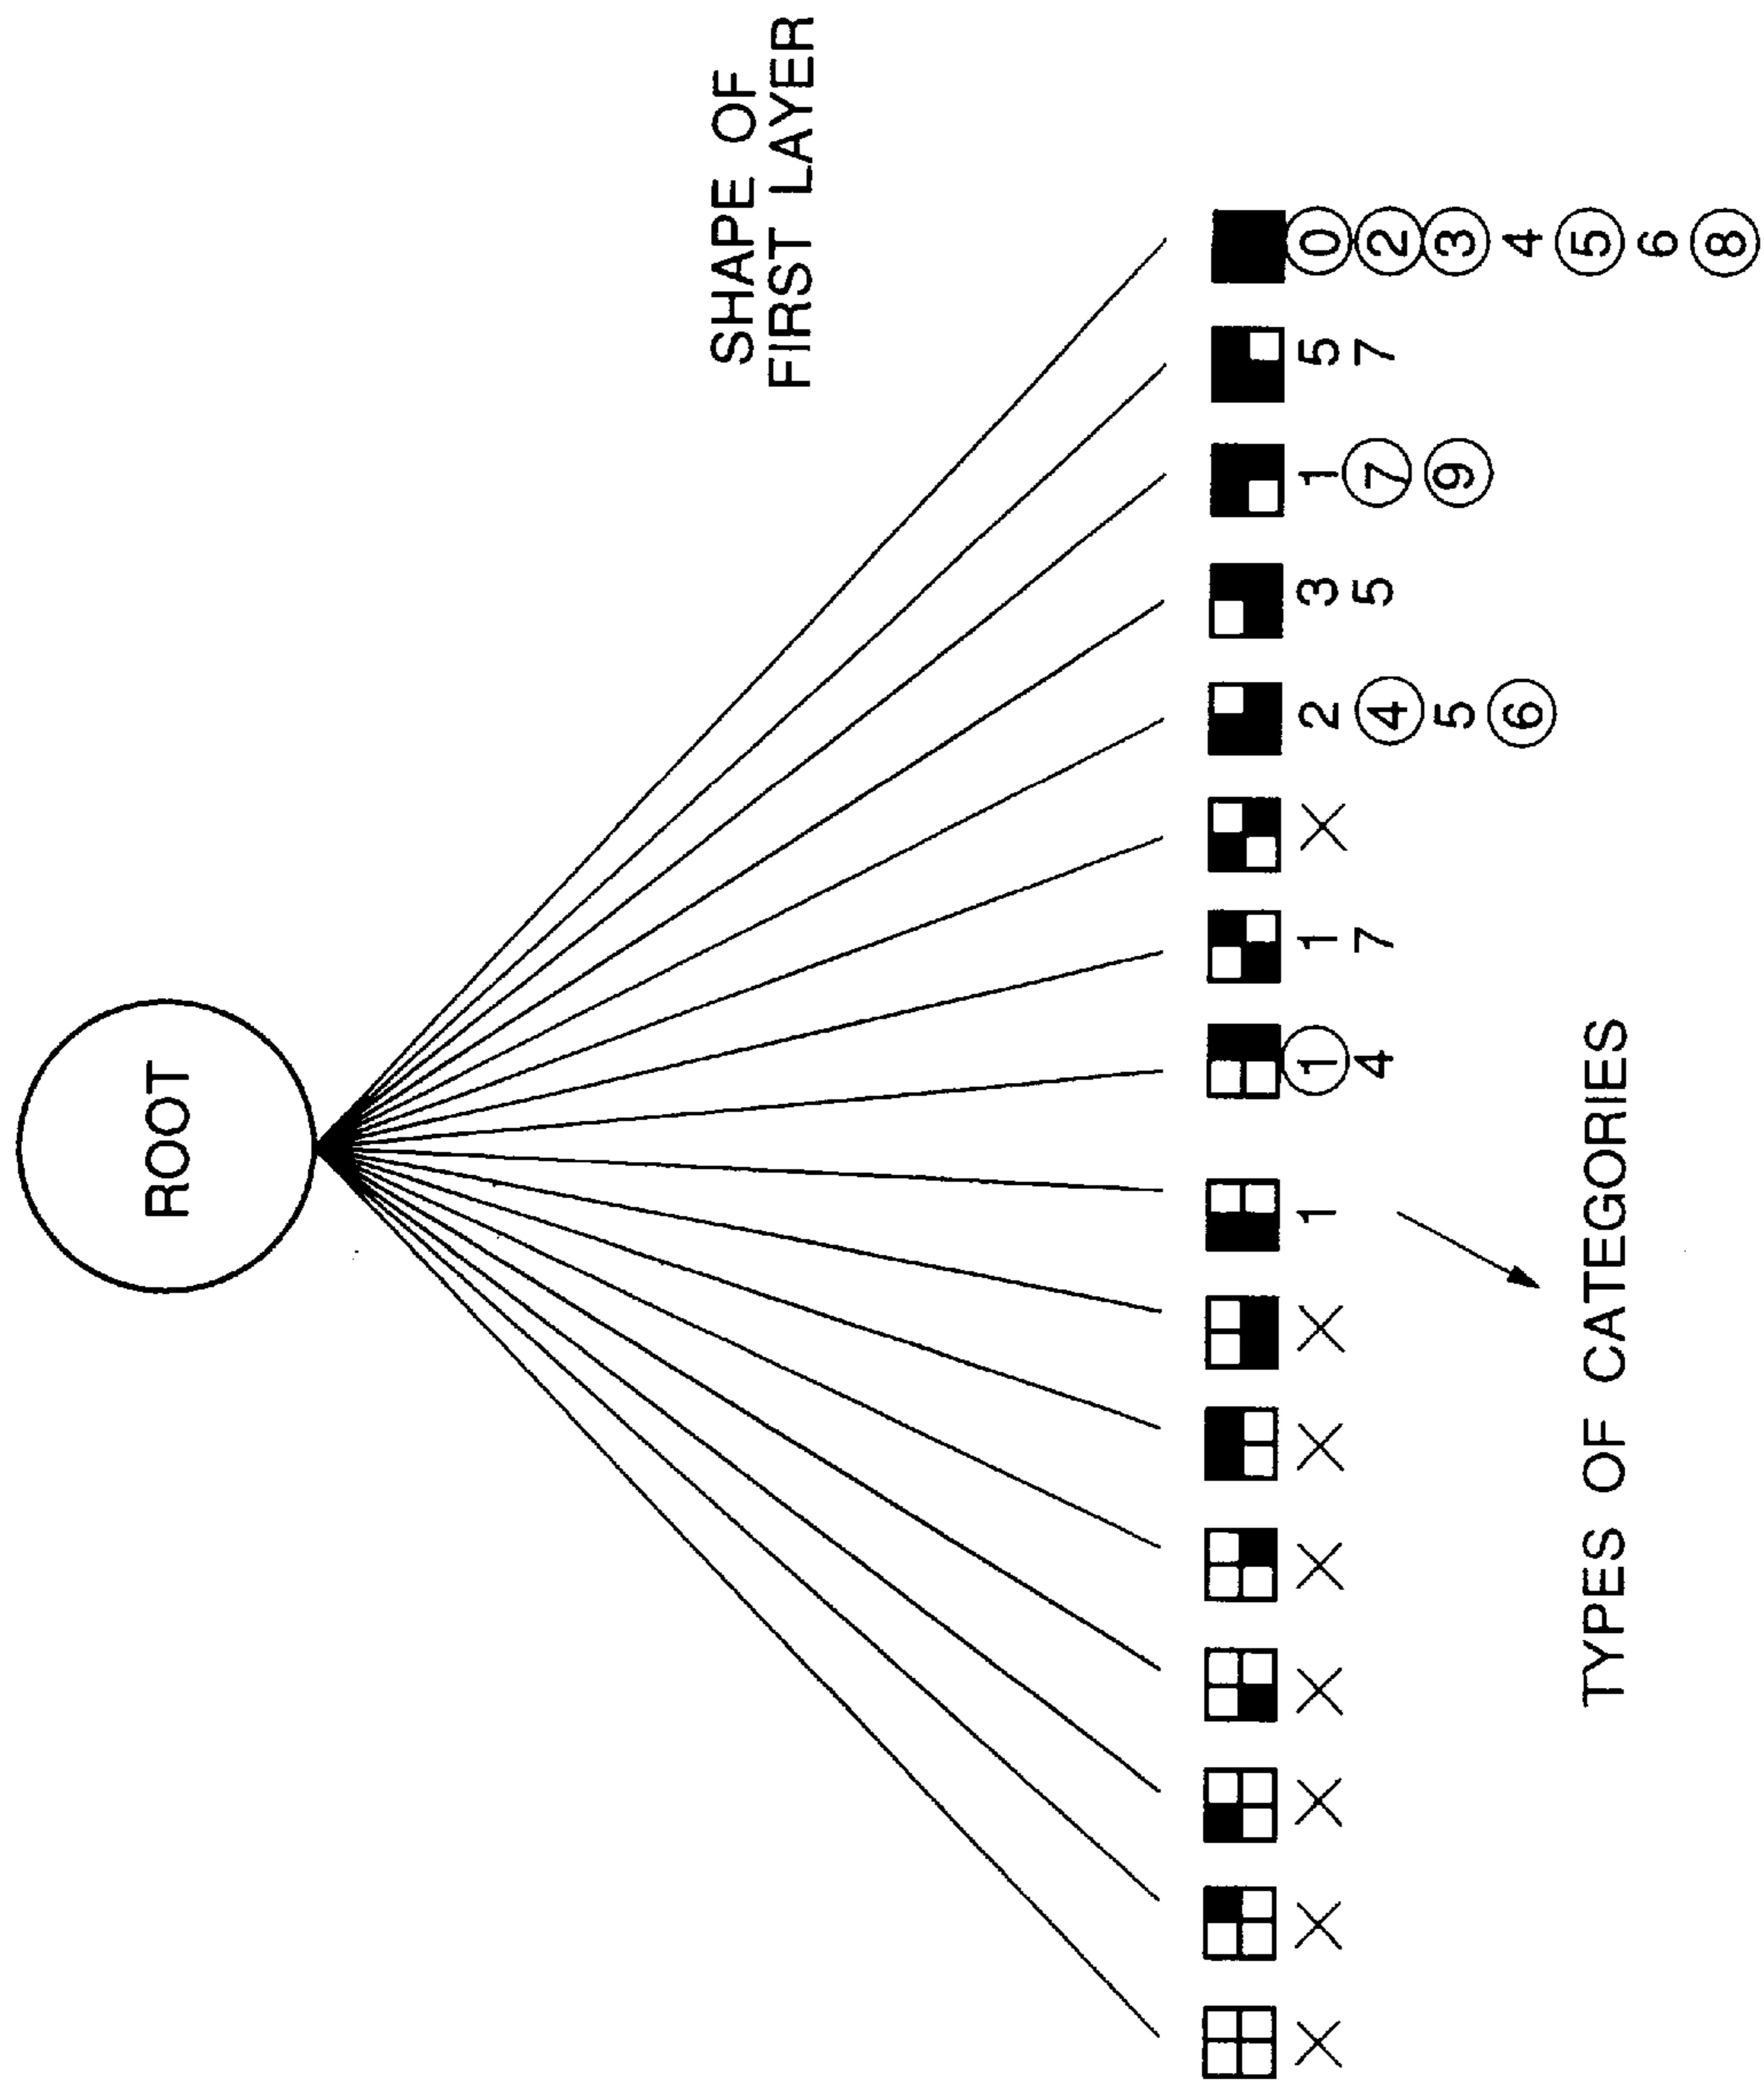 ROOT
SHAPE OF
FIRST LAYER
× × × × × × × 1 ① 1 × 2 3 1 5 ⓪
4 7 ④ 5 ⑦ 7 ②
5 ⑨ ③
⑥ 4
⑤
TYPES OF CATEGORIES
6
⑧